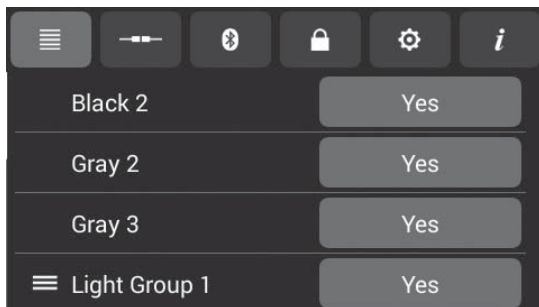 Black 2 Yes
Gray 2 Yes
Gray 3 Yes
Light Group 1 Yes